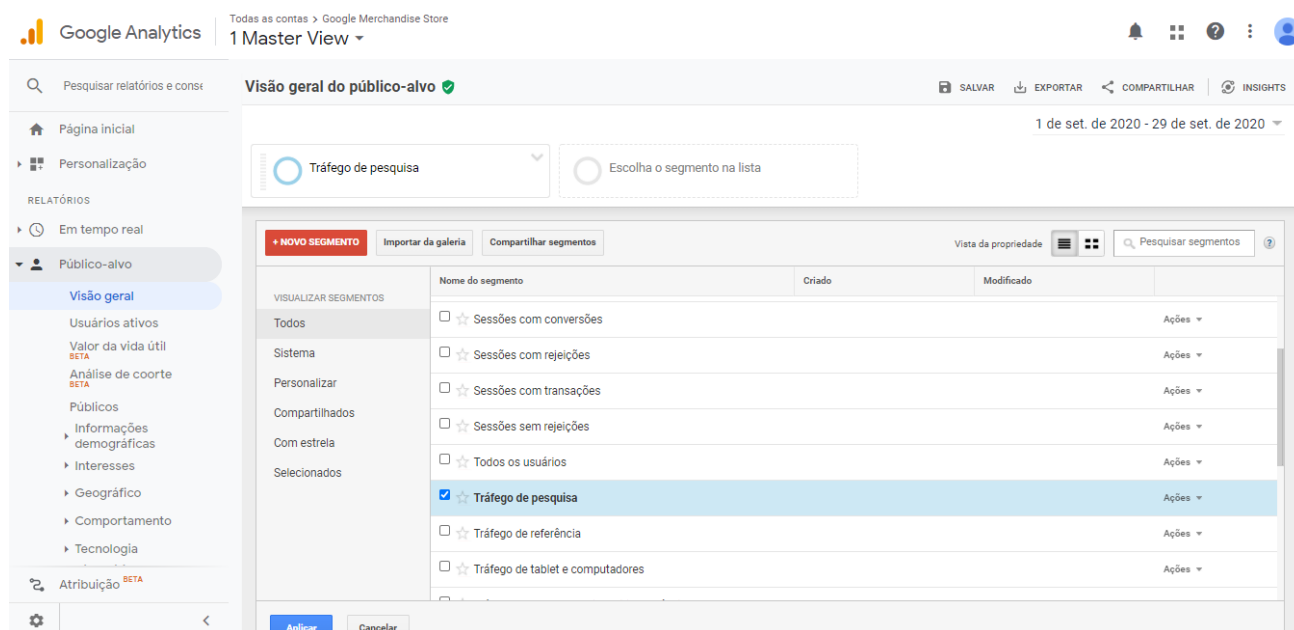 Google Analytics
Todas as contas > Google Merchandise Store
1 Master View
Pesquisar relatórios e conse
Visão geral do público-alvo
SALVAR
EXPORTAR
COMPARTILHAR
INSIGHTS
1 de set. de 2020 - 29 de set. de 2020
Página inicial
Personalização
RELATÓRIOS
Em tempo real
Público-alvo
Visão geral
Usuários ativos
Valor da vida útil
BETA
Análise de coorte
BETA
Públicos
Informações
demográficas
Interesses
Geográfico
Comportamento
Tecnologia
Atribuição BETA
Tráfego de pesquisa
Escolha o segmento na lista
+ NOVO SEGMENTO
Importar da galeria
Compartilhar segmentos
Vista da propriedade
Pesquisar segmentos
?
VISUALIZAR SEGMENTOS
Todos
Sistema
Personalizar
Compartilhados
Com estrela
Selecionados
Nome do segmento Criado Modificado
Sessões com conversões Ações
Sessões com rejeições Ações
Sessões com transações Ações
Sessões sem rejeições Ações
Todos os usuários Ações
Tráfego de pesquisa Ações
Tráfego de referência Ações
Tráfego de tablet e computadores Ações
Aplicar
Cancelar